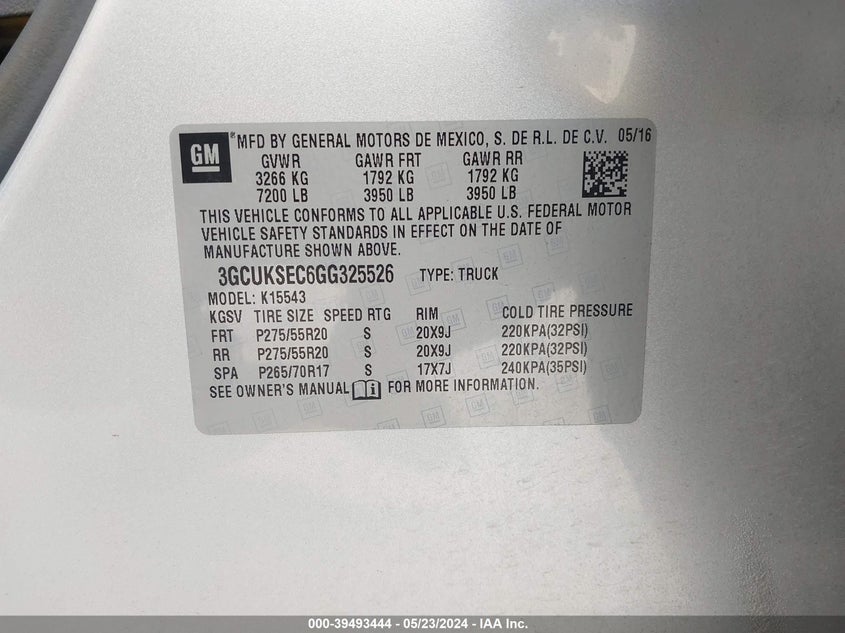 GM ® MFD BY GENERAL MOTORS DE MEXICO, S. DE R.L. DE C.V. 05/16
GVWR GAWR FRT GAWR RR
3266 KG 1792 KG 1792 KG
7200 LB 3950 LB 3950 LB
THIS VEHICLE CONFORMS TO ALL APPLICABLE U.S. FEDERAL MOTOR
VEHICLE SAFETY STANDARDS IN EFFECT ON THE DATE OF
MANUFACTURE SHOWN ABOVE.
3GCUKSEC6GG325526 TYPE: TRUCK
MODEL: K15543
KGSV TIRE SIZE SPEED RTG RIM COLD TIRE PRESSURE
FRT P275/55R20 S 20X9J 220KPA(32PSI)
RR P275/55R20 S 20X9J 220KPA(32PSI)
SPA P265/70R17 S 17X7J 240KPA(35PSI)
SEE OWNER'S MANUAL i FOR MORE INFORMATION.
000-39493444 - 05/23/2024 - IAA Inc.